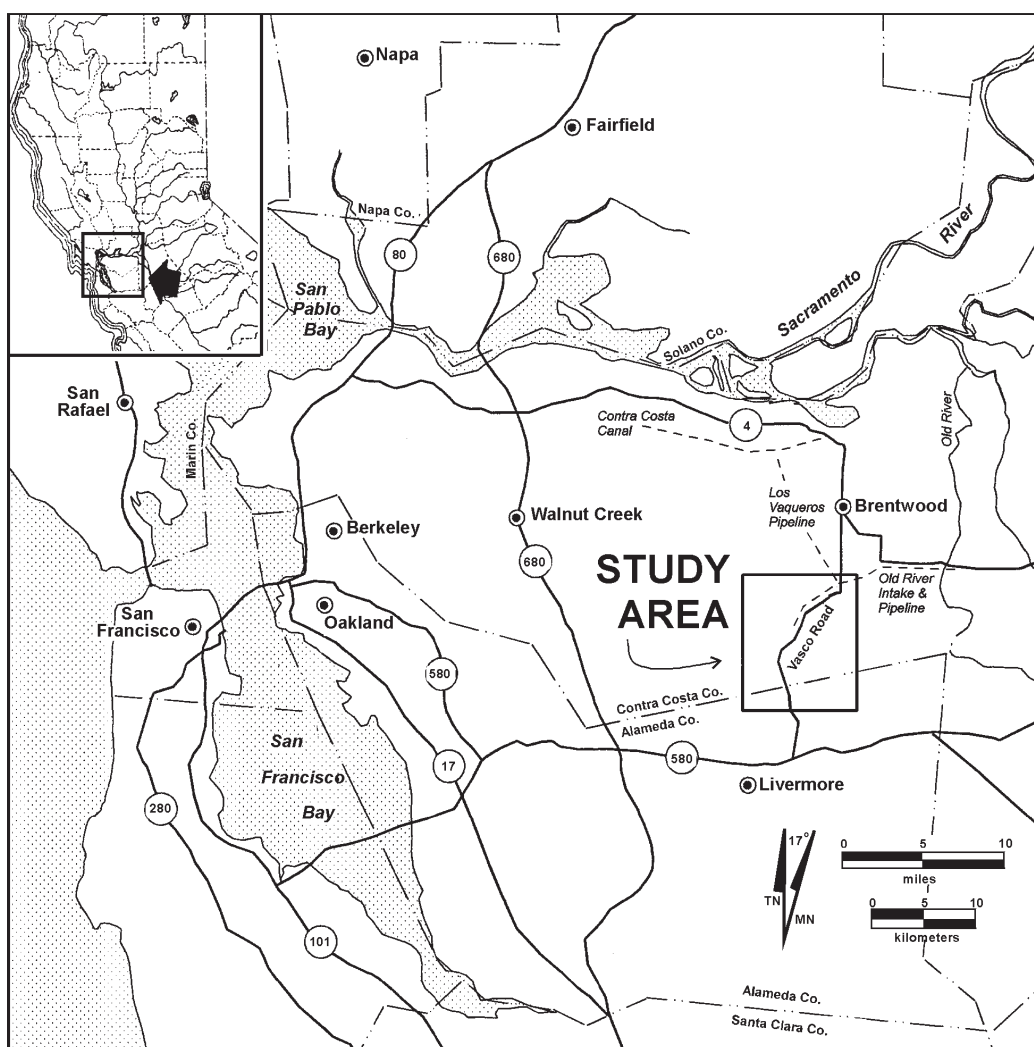 Napa
Fairfield
Napa Co.
80
680
San
Pablo
Bay
River
Sacramento
Solano Co.
San
Rafael
Marin Co.
Contra Costa
Canal
4
Old River
Los
Vaqueros
Pipeline
Brentwood
Berkeley
Walnut Creek
680
STUDY
AREA
Old River
Intake &
Pipeline
Vasco Road
San
Francisco
Oakland
580
Contra Costa Co.
Alameda Co.
San
Francisco
Bay
17
580
280
Livermore
17°
TN
MN
0 5 10
miles
0 5 10
kilometers
101
Alameda Co.
Santa Clara Co.